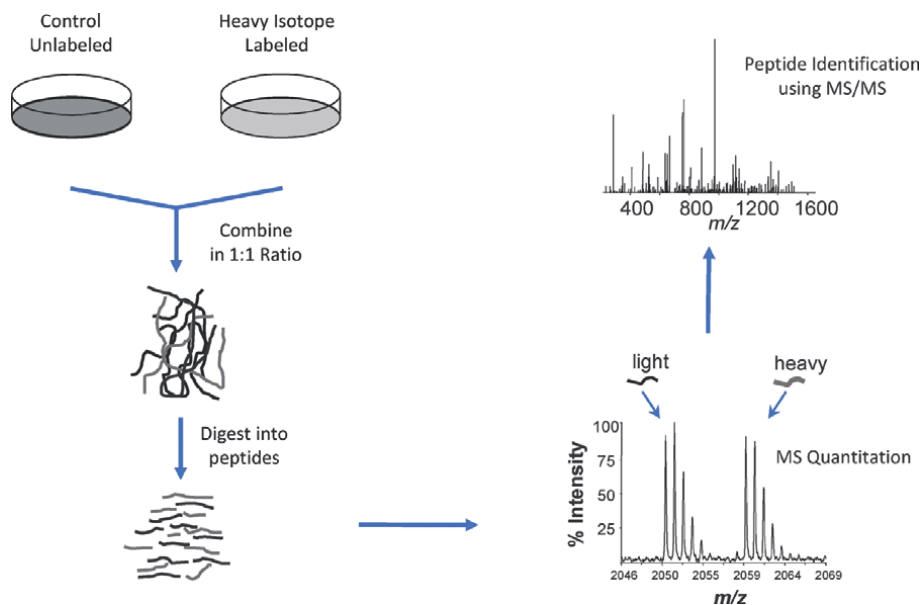 Control
Unlabeled
Heavy Isotope
Labeled
Combine
in 1:1 Ratio
Digest into
peptides
Peptide Identification
using MS/MS
400 800 1200 1600
m/z
light
heavy
MS Quantitation
% Intensity
100
75
50
25
2046 2050 2055 2059 2064 2069
m/z